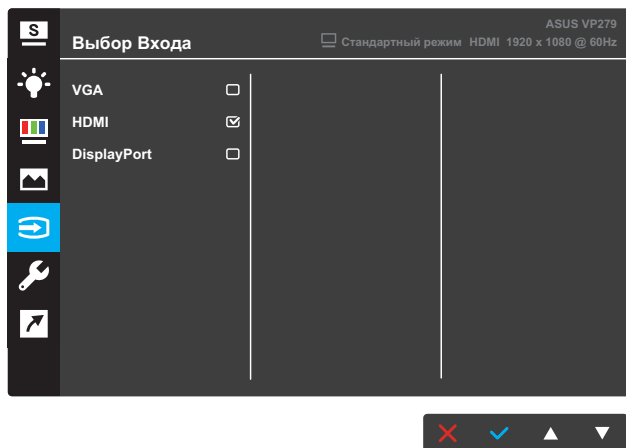 S
ASUS VP279
Выбор Входа
Стандартный режим HDMI 1920 x 1080 @ 60Hz
VGA
HDMI
DisplayPort